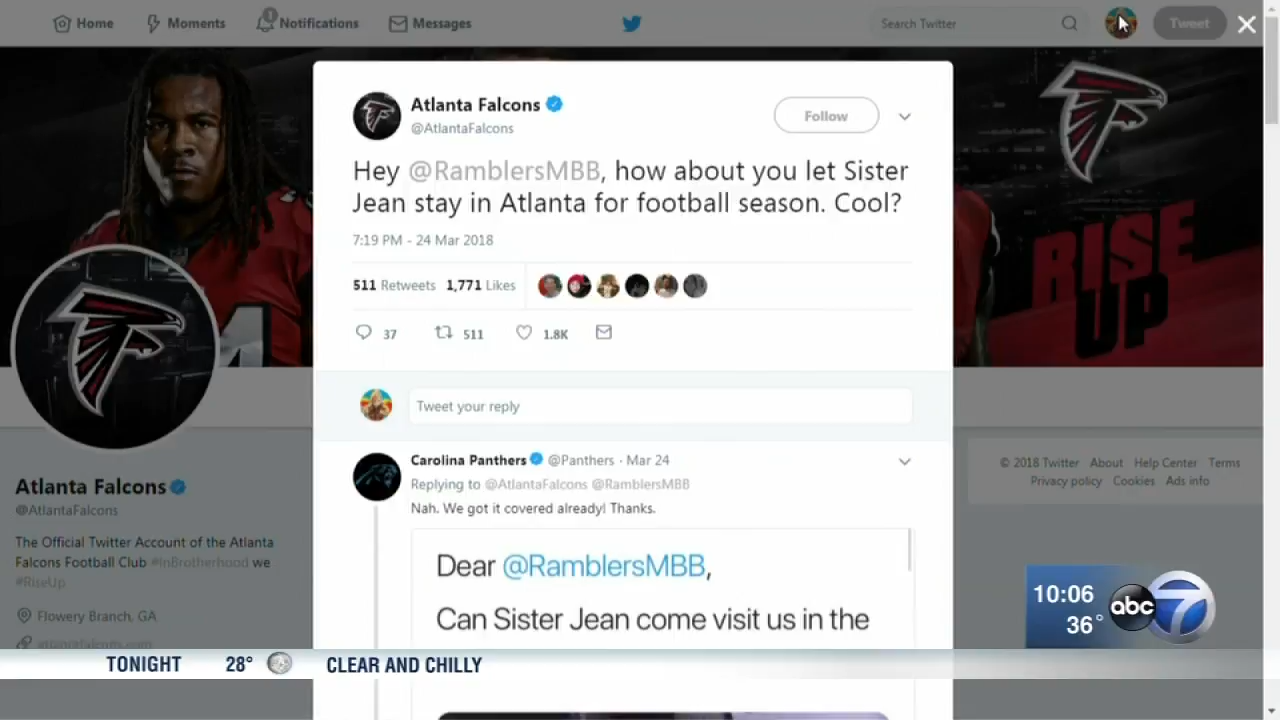 Home
Moments
1
Notifications
Messages
Search Twitter
Tweet
Atlanta Falcons
Follow
@AtlantaFalcons
Hey @RamblersMBB, how about you let Sister
Jean stay in Atlanta for football season. Cool?
7:19 PM - 24 Mar 2018
511 Retweets 1,771 Likes
37
511
1.8K
Tweet your reply
Carolina Panthers @Panthers · Mar 24
Replying to @AtlantaFalcons @RamblersMBB
Nah. We got it covered already! Thanks.
Dear @RamblersMBB,
Can Sister Jean come visit us in the
RISE
UP
Atlanta Falcons
@AtlantaFalcons
The Official Twitter Account of the Atlanta
Falcons Football Club #InBrotherhood we
#RiseUp
Flowery Branch, GA
atlantafalcons.com
© 2018 Twitter About Help Center Terms
Privacy policy Cookies Ads info
10:06
36°
abc 7
TONIGHT 28° CLEAR AND CHILLY